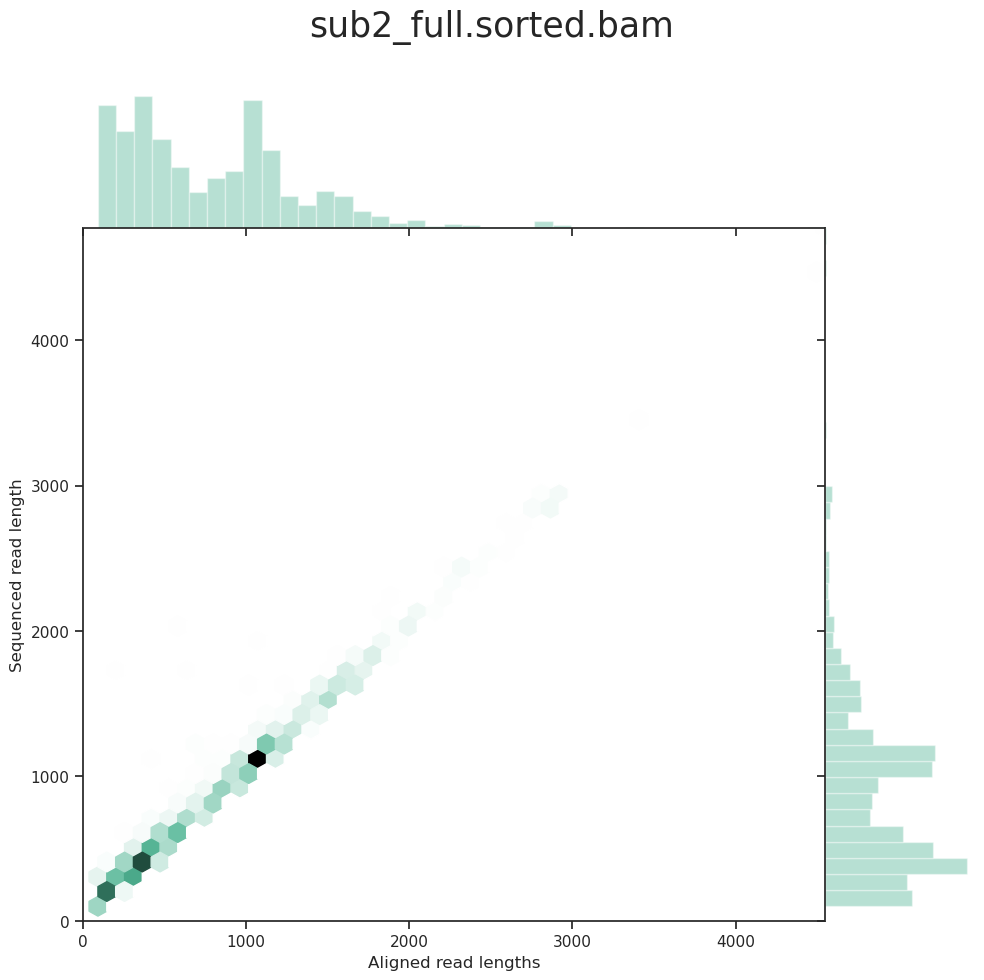 sub2_full.sorted.bam
4000
3000
2000
1000
0
Sequenced read length
0 1000 2000 3000 4000
Aligned read lengths